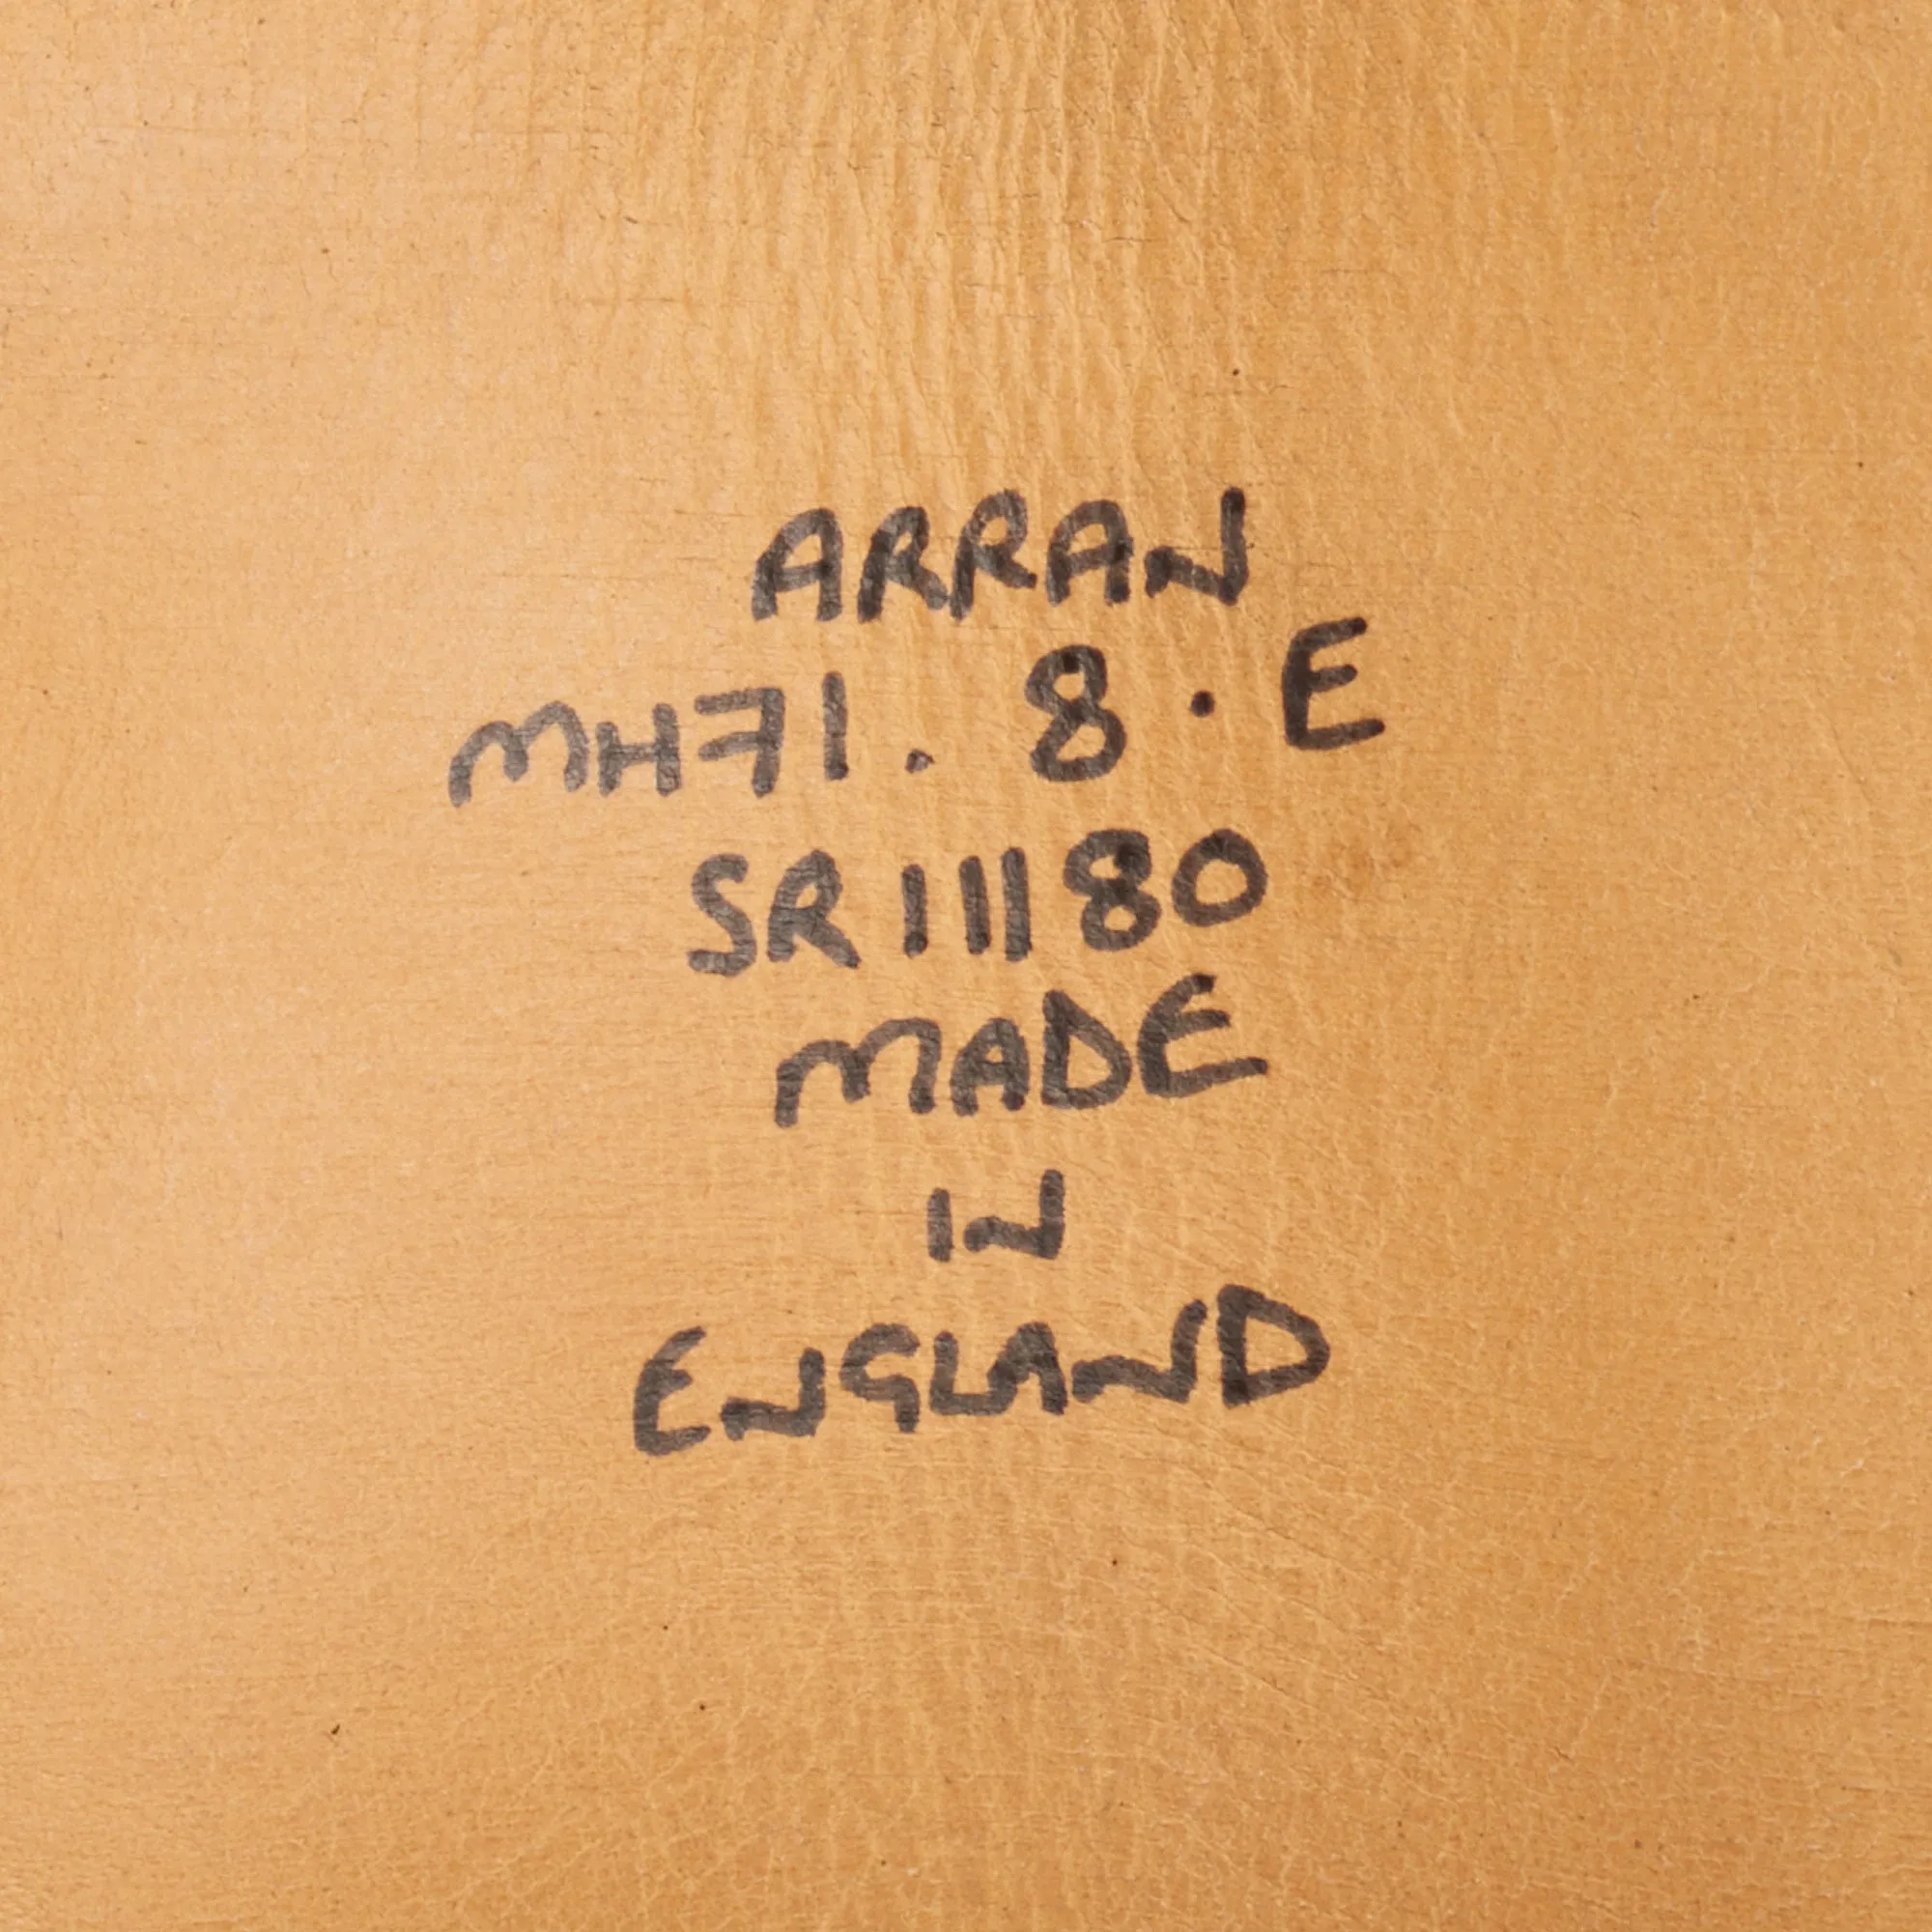 ARRAN
MH71. 8.E
SR11180
MADE
IN
ENGLAND